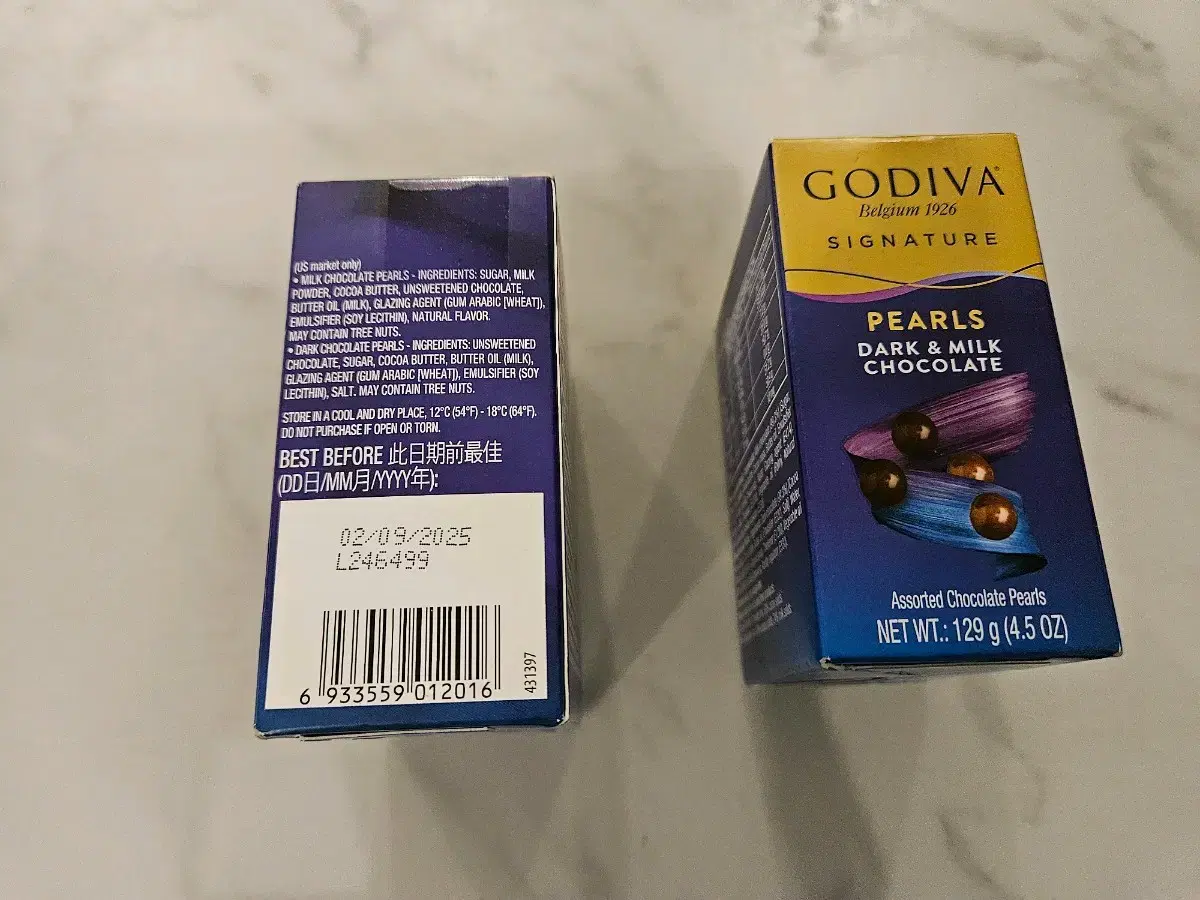 (US market only)
• MILK CHOCOLATE PEARLS - INGREDIENTS: SUGAR, MILK
POWDER, COCOA BUTTER, UNSWEETENED CHOCOLATE,
BUTTER OIL (MILK), GLAZING AGENT (GUM ARABIC [WHEAT]),
EMULSIFIER (SOY LECITHIN), NATURAL FLAVOR.
MAY CONTAIN TREE NUTS.
• DARK CHOCOLATE PEARLS - INGREDIENTS: UNSWEETENED
CHOCOLATE, SUGAR, COCOA BUTTER, BUTTER OIL (MILK),
GLAZING AGENT (GUM ARABIC [WHEAT]), EMULSIFIER (SOY
LECITHIN), SALT. MAY CONTAIN TREE NUTS.
STORE IN A COOL AND DRY PLACE, 12°C (54°F) - 18°C (64°F).
DO NOT PURCHASE IF OPEN OR TORN.
BEST BEFORE 此日期前最佳
(DD日/MM月/YYYY年):
02/09/2025
L246499
6 933559 012016
431397
GODIVA
Belgium 1926
SIGNATURE
PEARLS
DARK & MILK
CHOCOLATE
Assorted Chocolate Pearls
NET WT.: 129 g (4.5 OZ)